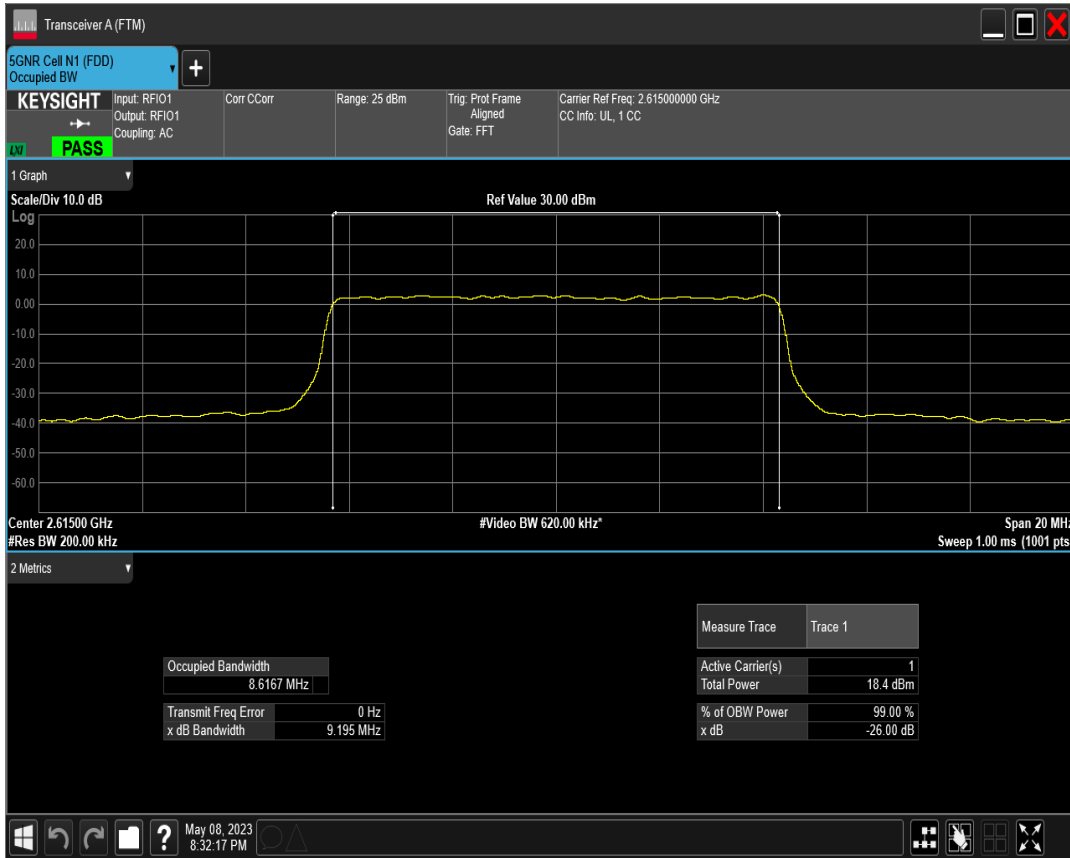 Transceiver A (FTM)
5GNR Cell N1 (FDD)
Occupied BW
+
KEYSIGHT
LXI
PASS
Input: RFIO1
Output: RFIO1
Coupling: AC
Corr CCorr
Range: 25 dBm
Trig: Prot Frame
Aligned
Gate: FFT
Carrier Ref Freq: 2.615000000 GHz
CC Info: UL, 1 CC
1 Graph
Scale/Div 10.0 dB
Ref Value 30.00 dBm
Log
20.0
10.0
0.00
-10.0
-20.0
-30.0
-40.0
-50.0
-60.0
Center 2.61500 GHz
#Video BW 620.00 kHz*
Span 20 MHz
#Res BW 200.00 kHz
Sweep 1.00 ms (1001 pts
2 Metrics
Measure Trace Trace 1
Occupied Bandwidth
8.6167 MHz
Active Carrier(s) 1
Total Power 18.4 dBm
Transmit Freq Error 0 Hz
x dB Bandwidth 9.195 MHz
% of OBW Power 99.00 %
x dB -26.00 dB
?
May 08, 2023
8:32:17 PM